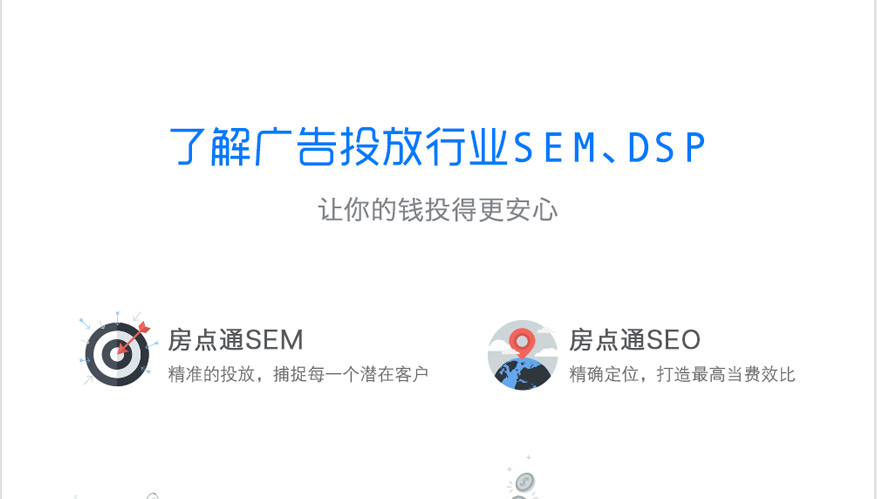 了解广告投放行业SEM、DSP
让你的钱投得更安心
房点通SEM
精准的投放，捕捉每一个潜在客户
房点通SEO
精确定位，打造最高当费效比